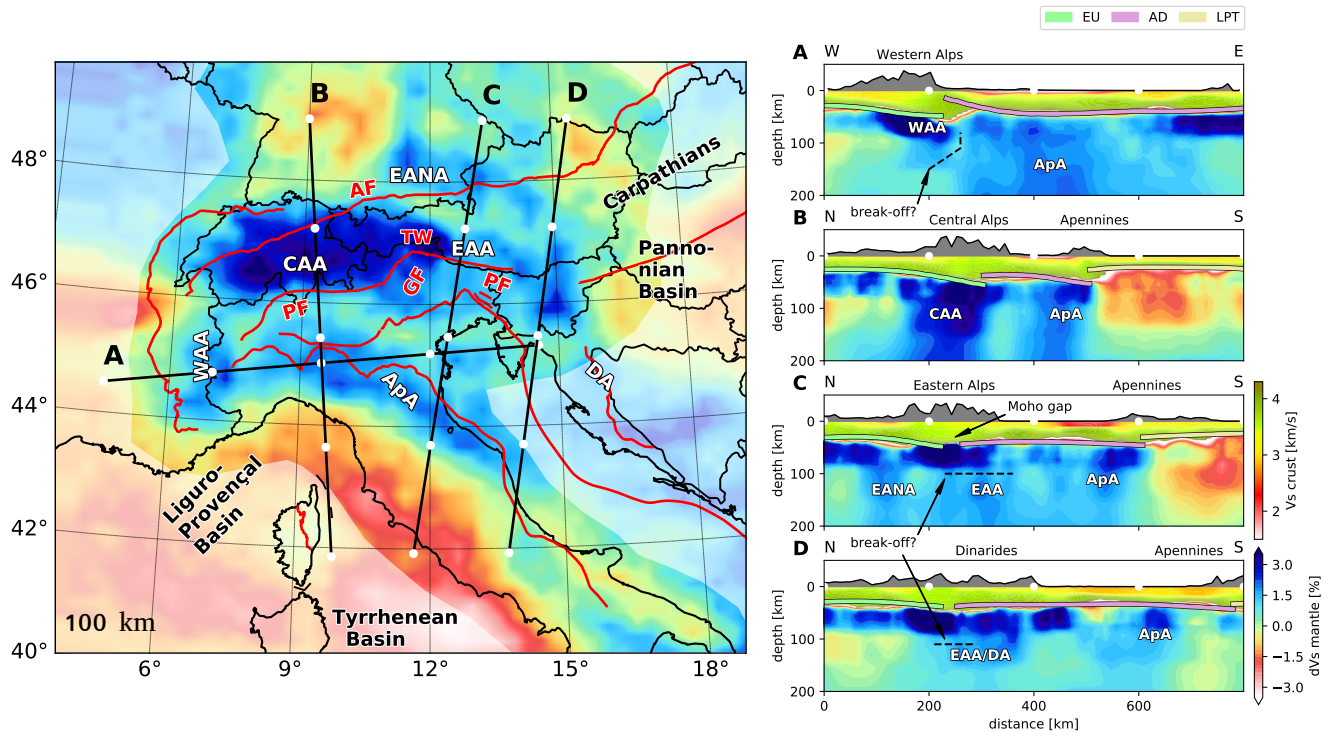 EU AD LPT
A W Western Alps E
0
100
200
depth [km]
WAA
ApA
break-off?
B N Central Alps Apennines S
0
100
200
depth [km]
CAA
ApA
C N Eastern Alps Apennines S
Moho gap
0
100
200
depth [km]
EANA
EAA
ApA
break-off?
D N Dinarides Apennines S
0
100
200
depth [km]
EAA/DA
ApA
0 200 400 600
distance [km]
4
3
2
Vs crust [km/s]
3.0
1.5
0.0
−1.5
−3.0
dVs mantle [%]
B
C
D
A
48°
46°
44°
42°
40°
6°
9°
12°
15°
18°
AF
EANA
TW
EAA
CAA
GF
PF
PF
WAA
ApA
DA
Carpathians
Panno-
nian
Basin
Liguro-
Provençal
Basin
Tyrrhenean
Basin
100 km